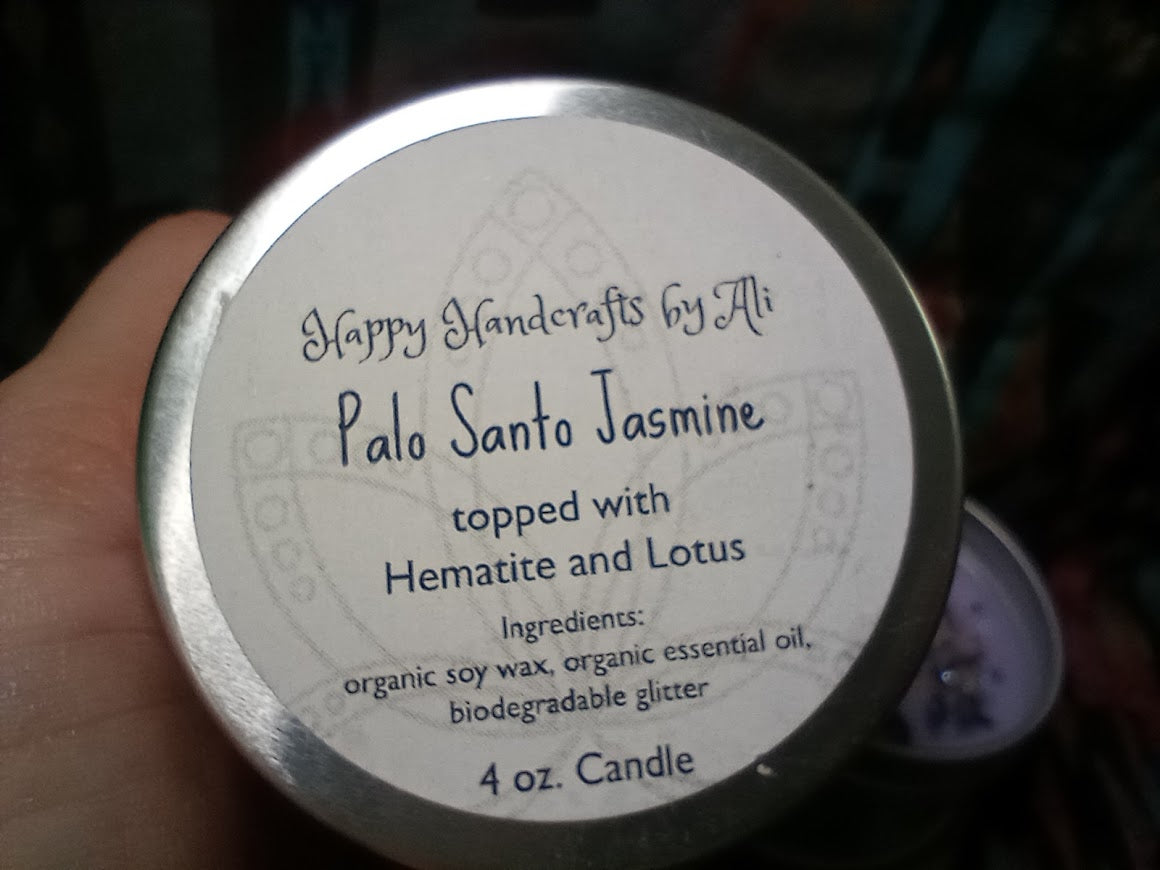 Happy Handcrafts by Ali
Palo Santo Jasmine
topped with
Hematite and Lotus
Ingredients:
organic soy wax, organic essential oil,
biodegradable glitter
4 oz. Candle